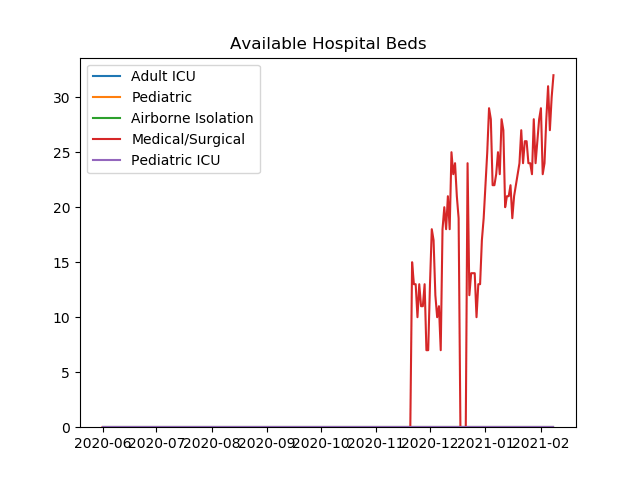 Available Hospital Beds
Adult ICU
Pediatric
Airborne Isolation
Medical/Surgical
Pediatric ICU
30
25
20
15
10
5
0
2020-06 2020-07 2020-08 2020-09 2020-10 2020-11 2020-12 2021-01 2021-02